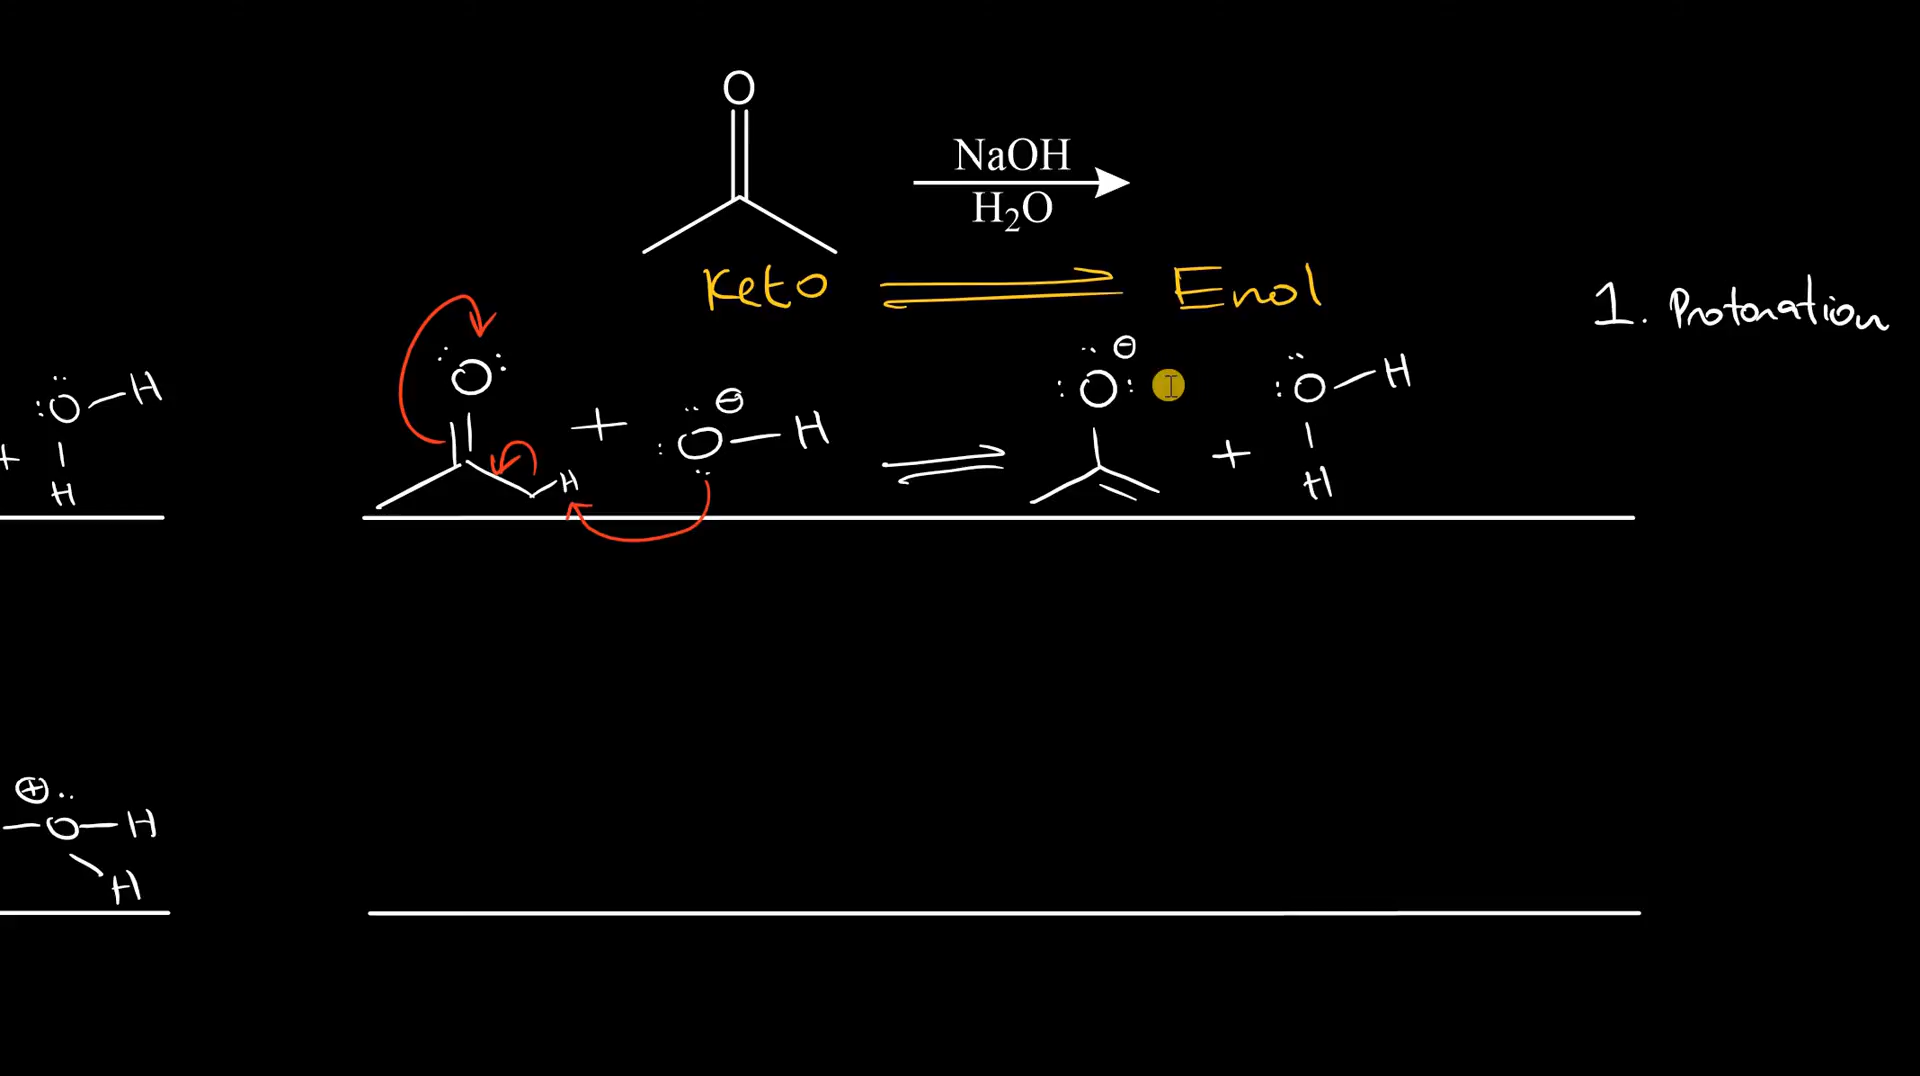 O
NaOH
H₂O
Keto ⇌ Enol
1. Protonation
:Ö–H
+
H
:O:
+
:Ö–H ⊖
H
⇌
:Ö: ⊖
+
:Ö–H
H
⊕ ..
–O–H
H